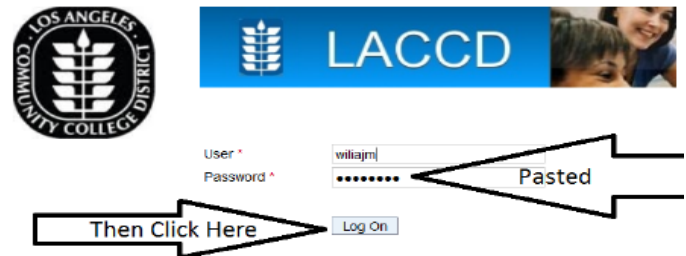 LOS ANGELES
COMMUNITY COLLEGE DISTRICT
LACCD
User *
wiliajm
Password *
••••••••
Pasted
Then Click Here
Log On